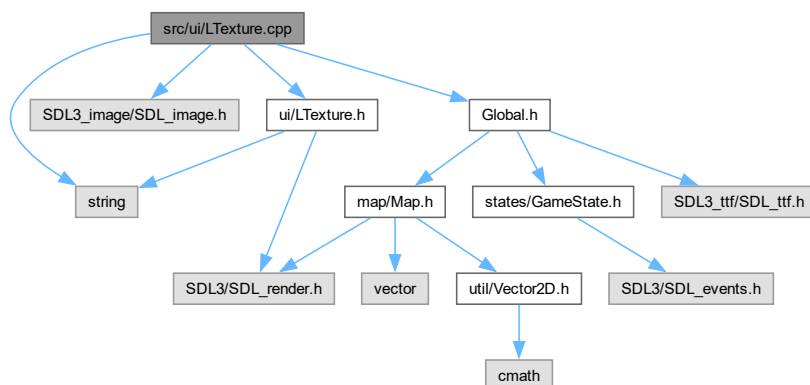 src/ui/LTexture.cpp
SDL3_image/SDL_image.h
ui/LTexture.h
Global.h
string
map/Map.h
states/GameState.h
SDL3_ttf/SDL_ttf.h
SDL3/SDL_render.h
vector
util/Vector2D.h
SDL3/SDL_events.h
cmath